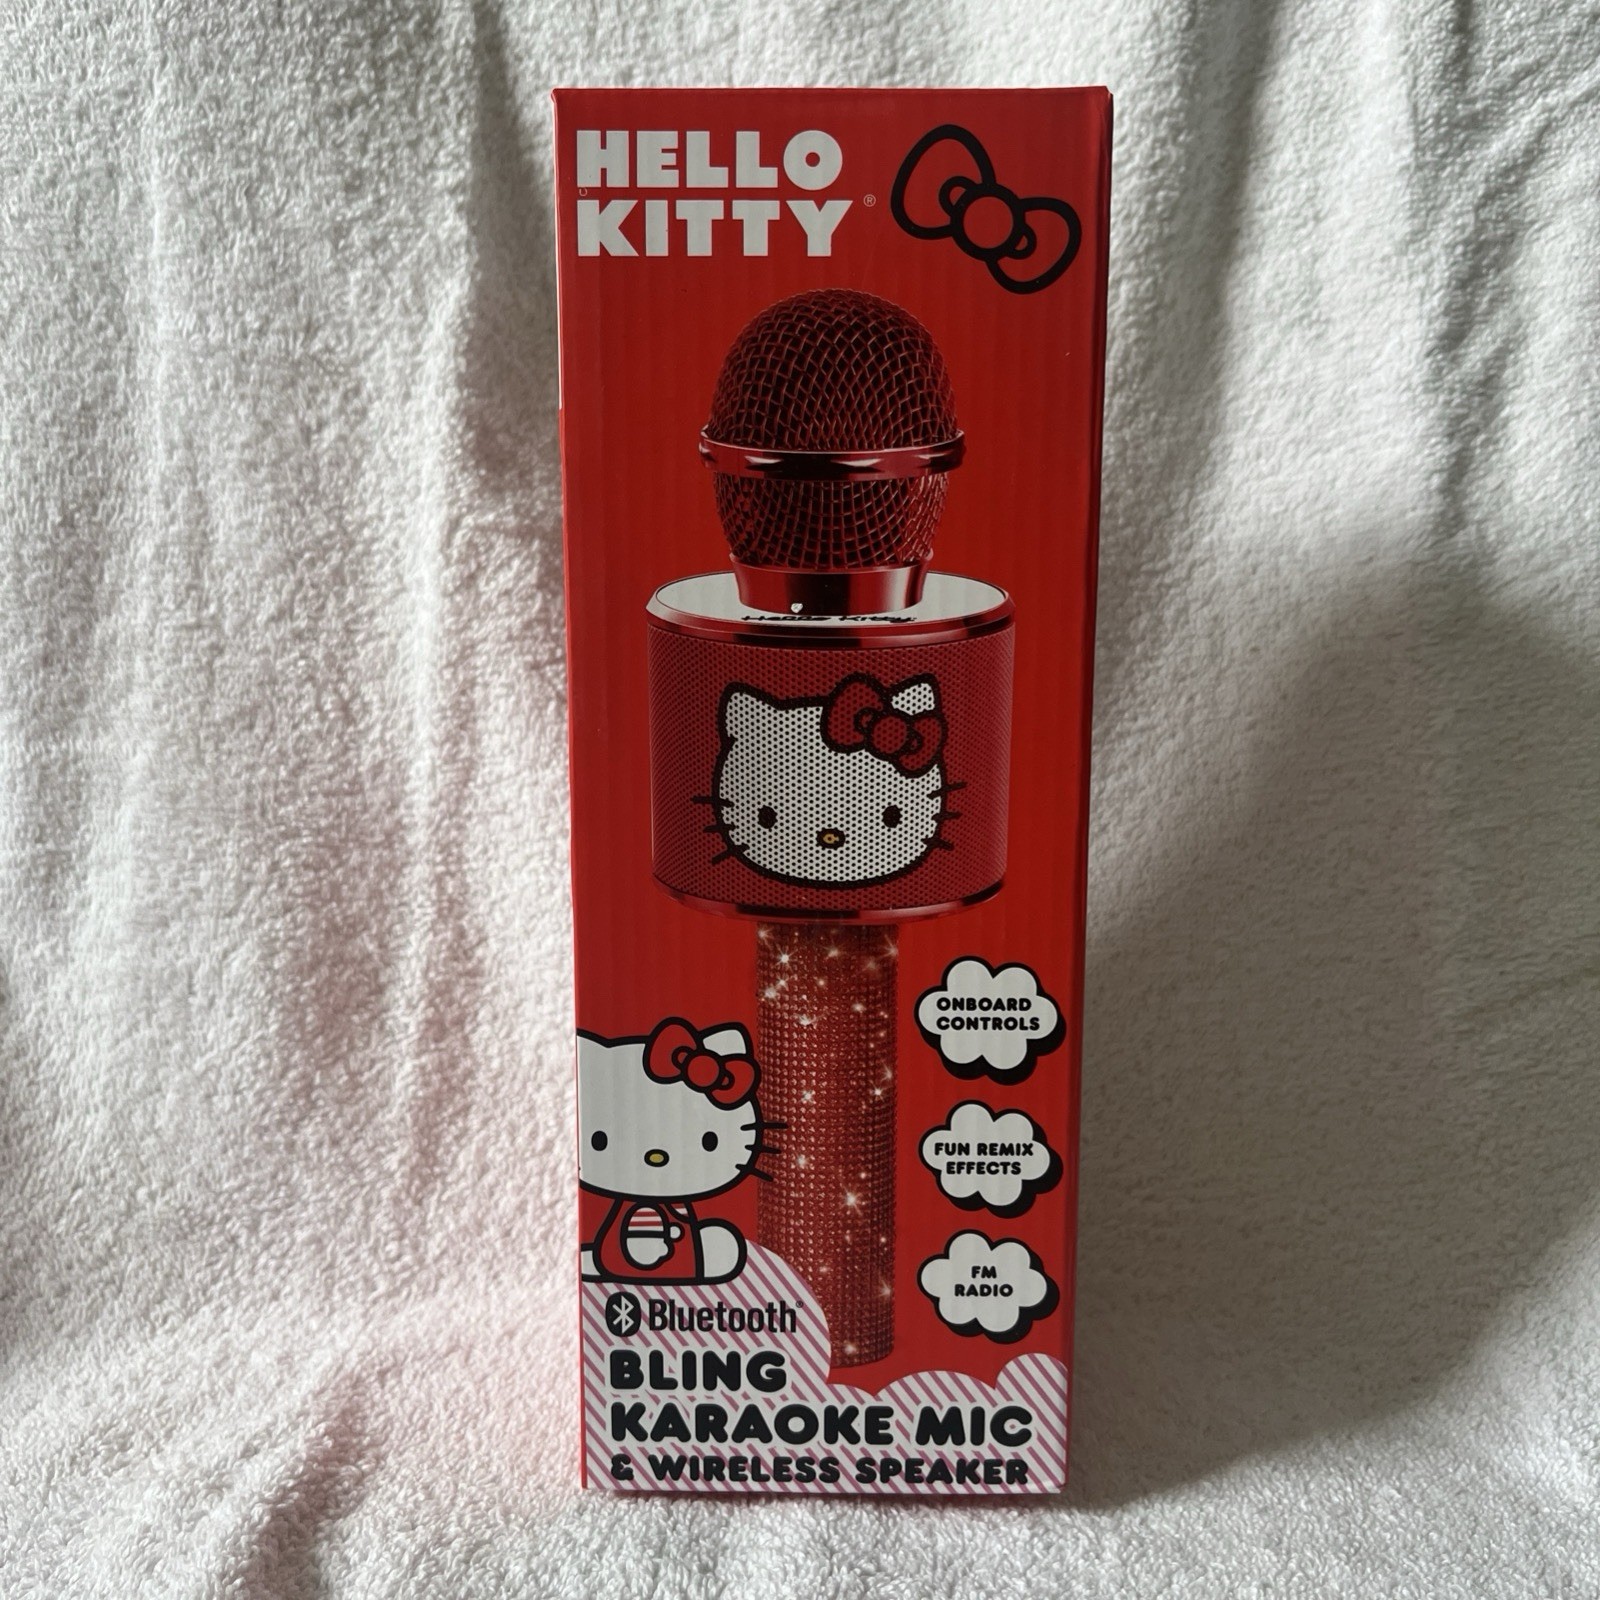 HELLO
KITTY®
Hello Kitty
ONBOARD
CONTROLS
FUN REMIX
EFFECTS
FM
RADIO
Bluetooth®
BLING
KARAOKE MIC
& WIRELESS SPEAKER